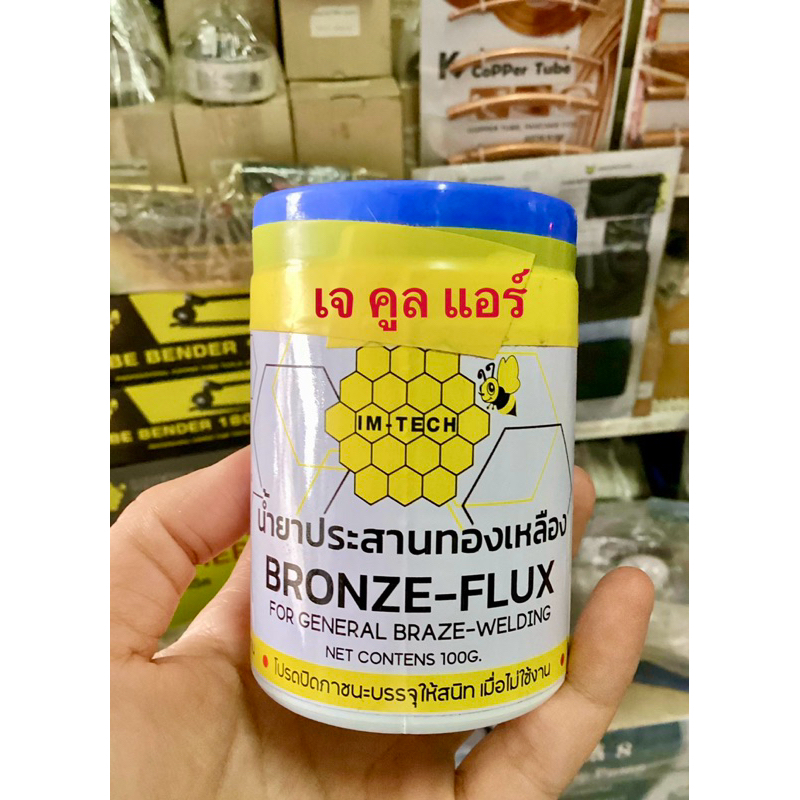 K CoPPer Tube
เจ คูล แอร์
BE BENDER
BE BENDER 180
IM-TECH
น้ำยาประสานทองเหลือง
BRONZE-FLUX
FOR GENERAL BRAZE-WELDING
NET CONTENS 100G.
โปรดปิดภาชนะบรรจุให้สนิท เมื่อไม่ใช้งาน